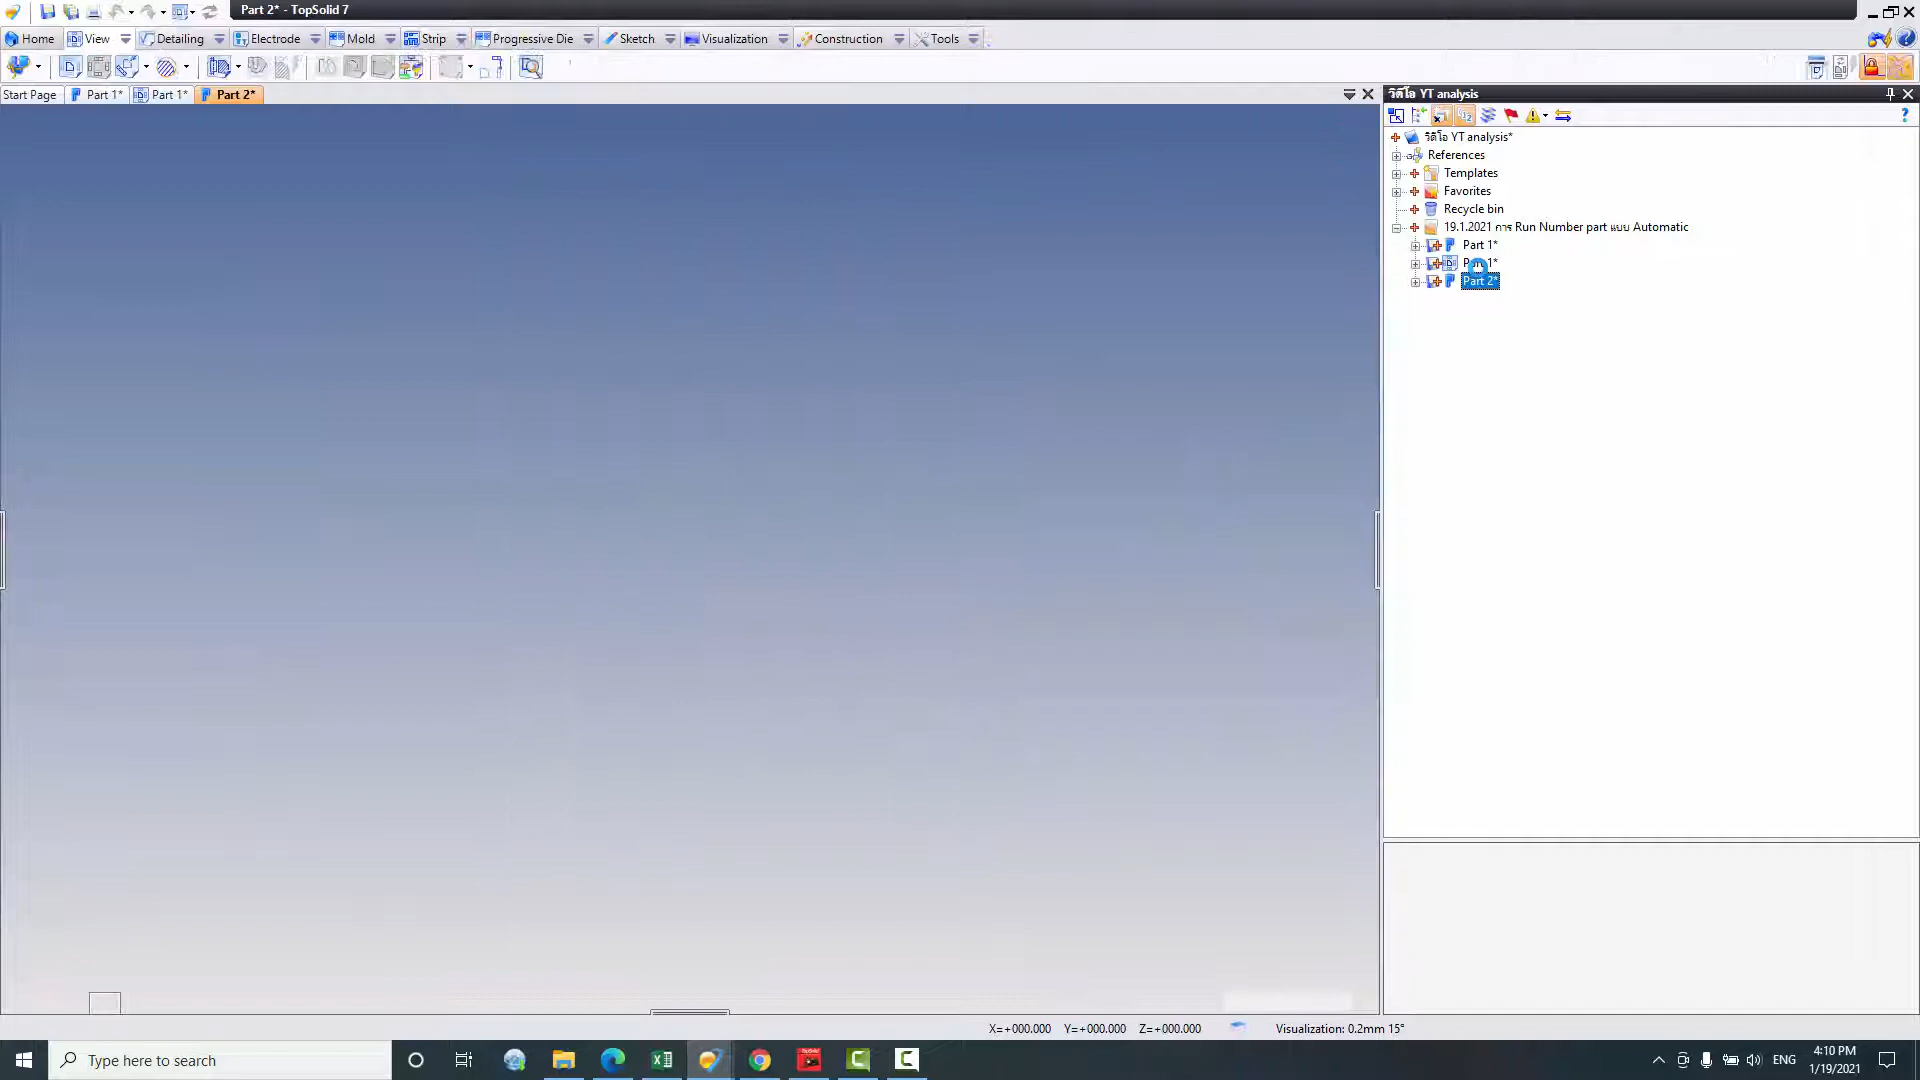 Part 2* - TopSolid 7
Home View Detailing Electrode Mold Strip Progressive Die Sketch Visualization Construction Tools
Start Page Part 1* Part 1* Part 2*
วิดีโอ YT analysis
วิดีโอ YT analysis*
References
Templates
Favorites
Recycle bin
19.1.2021 การ Run Number part แบบ Automatic
Part 1*
Part 1*
Part 2*
X=+000.000 Y=+000.000 Z=+000.000 Visualization: 0.2mm 15°
Type here to search
ENG
4:10 PM
1/19/2021